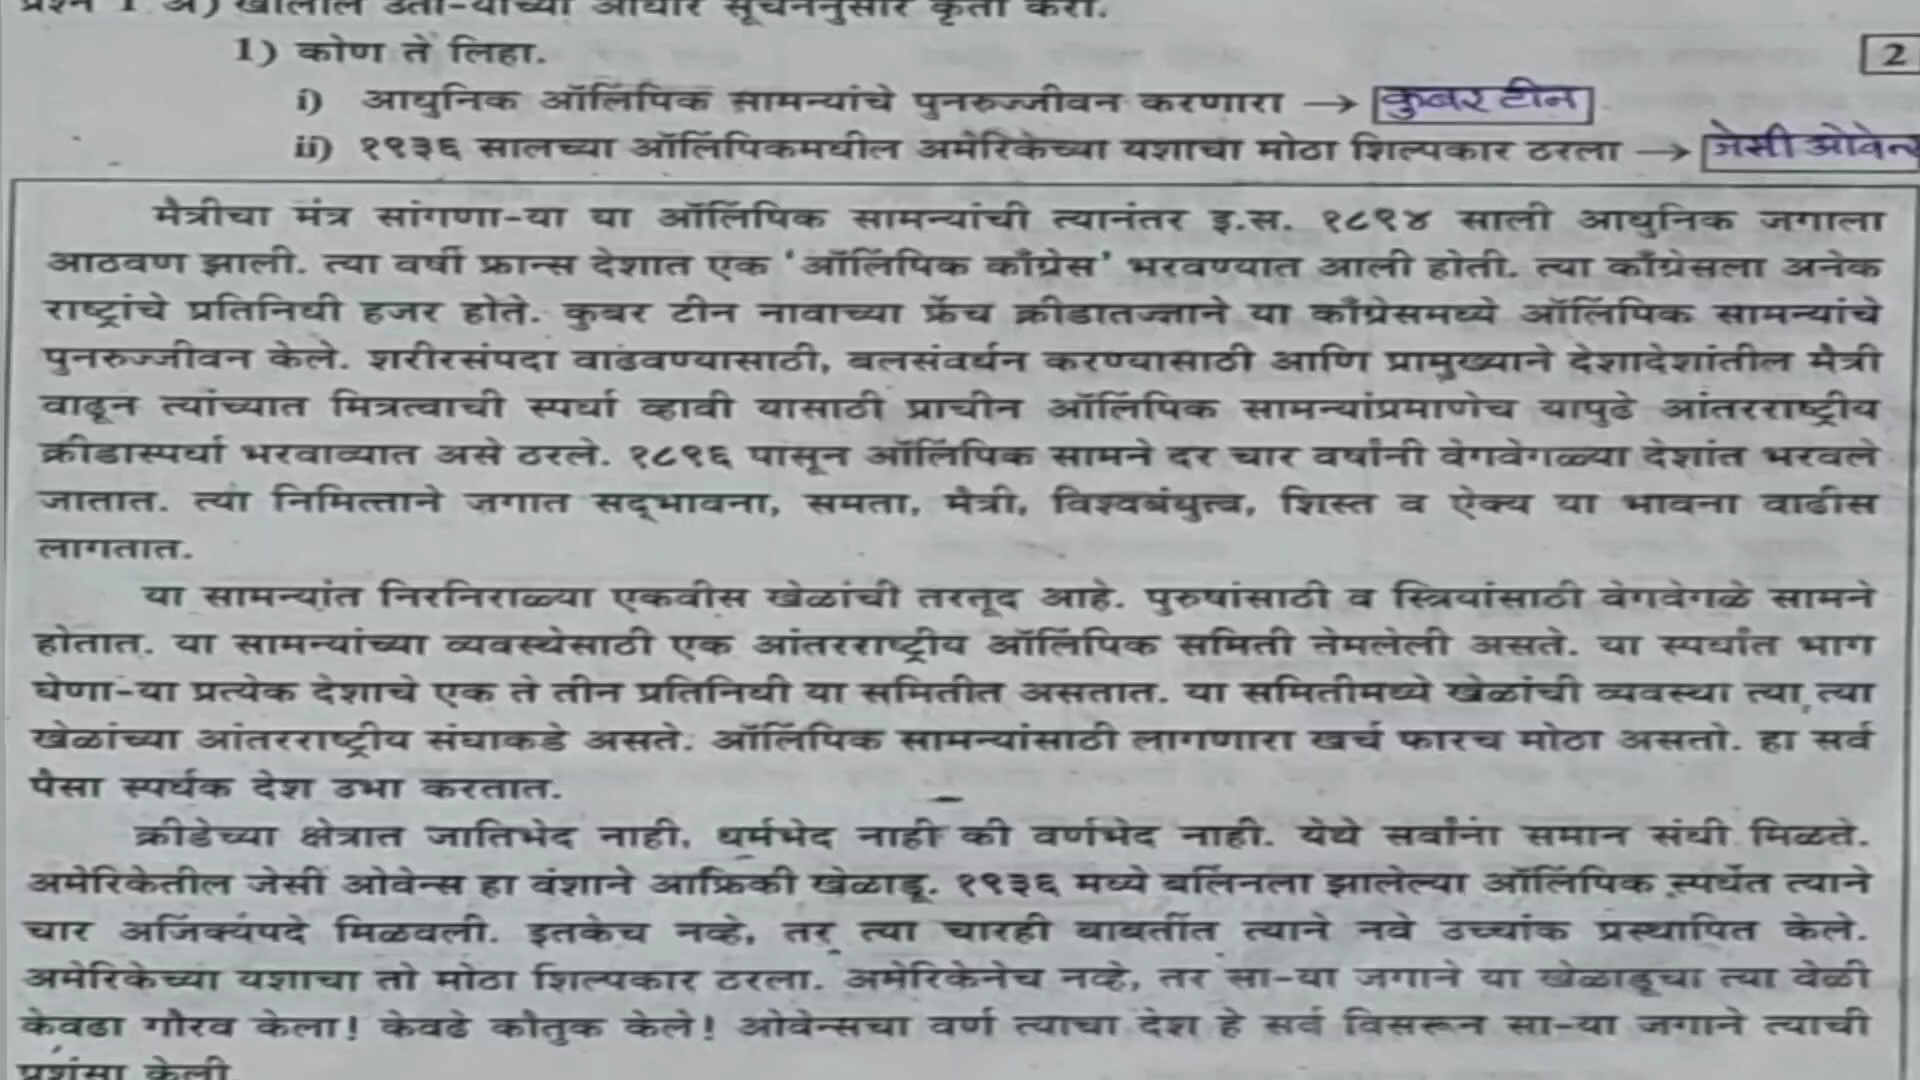 प्रश्न 1 अ) खालील उता-याच्या आधारे सूचनेनुसार कृती करा.
1) कोण ते लिहा.
2
i) आधुनिक ऑलिंपिक सामन्यांचे पुनरुज्जीवन करणारा → कुबर टीन
ii) १९३६ सालच्या ऑलिंपिकमधील अमेरिकेच्या यशाचा मोठा शिल्पकार ठरला → जेसी ओवेन्स
मैत्रीचा मंत्र सांगणा-या या ऑलिंपिक सामन्यांची त्यानंतर इ.स. १८९४ साली आधुनिक जगाला
आठवण झाली. त्या वर्षी फ्रान्स देशात एक 'ऑलिंपिक काँग्रेस' भरवण्यात आली होती. त्या काँग्रेसला अनेक
राष्ट्रांचे प्रतिनिधी हजर होते. कुबर टीन नावाच्या फ्रेंच क्रीडातज्ज्ञाने या काँग्रेसमध्ये ऑलिंपिक सामन्यांचे
पुनरुज्जीवन केले. शरीरसंपदा वाढवण्यासाठी, बलसंवर्धन करण्यासाठी आणि प्रामुख्याने देशादेशांतील मैत्री
वाढून त्यांच्यात मित्रत्वाची स्पर्धा व्हावी यासाठी प्राचीन ऑलिंपिक सामन्यांप्रमाणेच यापुढे आंतरराष्ट्रीय
क्रीडास्पर्धा भरवाव्यात असे ठरले. १८९६ पासून ऑलिंपिक सामने दर चार वर्षांनी वेगवेगळ्या देशांत भरवले
जातात. त्या निमित्ताने जगात सद्‌भावना, समता, मैत्री, विश्वबंधुत्व, शिस्त व ऐक्य या भावना वाढीस
लागतात.
या सामन्यांत निरनिराळ्या एकवीस खेळांची तरतूद आहे. पुरुषांसाठी व स्त्रियांसाठी वेगवेगळे सामने
होतात. या सामन्यांच्या व्यवस्थेसाठी एक आंतरराष्ट्रीय ऑलिंपिक समिती नेमलेली असते. या स्पर्धांत भाग
घेणा-या प्रत्येक देशाचे एक ते तीन प्रतिनिधी या समितीत असतात. या समितीमध्ये खेळांची व्यवस्था त्या त्या
खेळांच्या आंतरराष्ट्रीय संघाकडे असते. ऑलिंपिक सामन्यांसाठी लागणारा खर्च फारच मोठा असतो. हा सर्व
पैसा स्पर्धक देश उभा करतात.
क्रीडेच्या क्षेत्रात जातिभेद नाही, धर्मभेद नाही की वर्णभेद नाही. येथे सर्वांना समान संधी मिळते.
अमेरिकेतील जेसी ओवेन्स हा वंशाने आफ्रिकी खेळाडू. १९३६ मध्ये बर्लिनला झालेल्या ऑलिंपिक स्पर्धेत त्याने
चार अजिंक्यपदे मिळवली. इतकेच नव्हे, तर त्या चारही बाबतींत त्याने नवे उच्चांक प्रस्थापित केले.
अमेरिकेच्या यशाचा तो मोठा शिल्पकार ठरला. अमेरिकेनेच नव्हे, तर सा-या जगाने या खेळाडूचा त्या वेळी
केवढा गौरव केला! केवढे कौतुक केले! ओवेन्सचा वर्ण त्याचा देश हे सर्व विसरून सा-या जगाने त्याची
प्रशंसा केली.